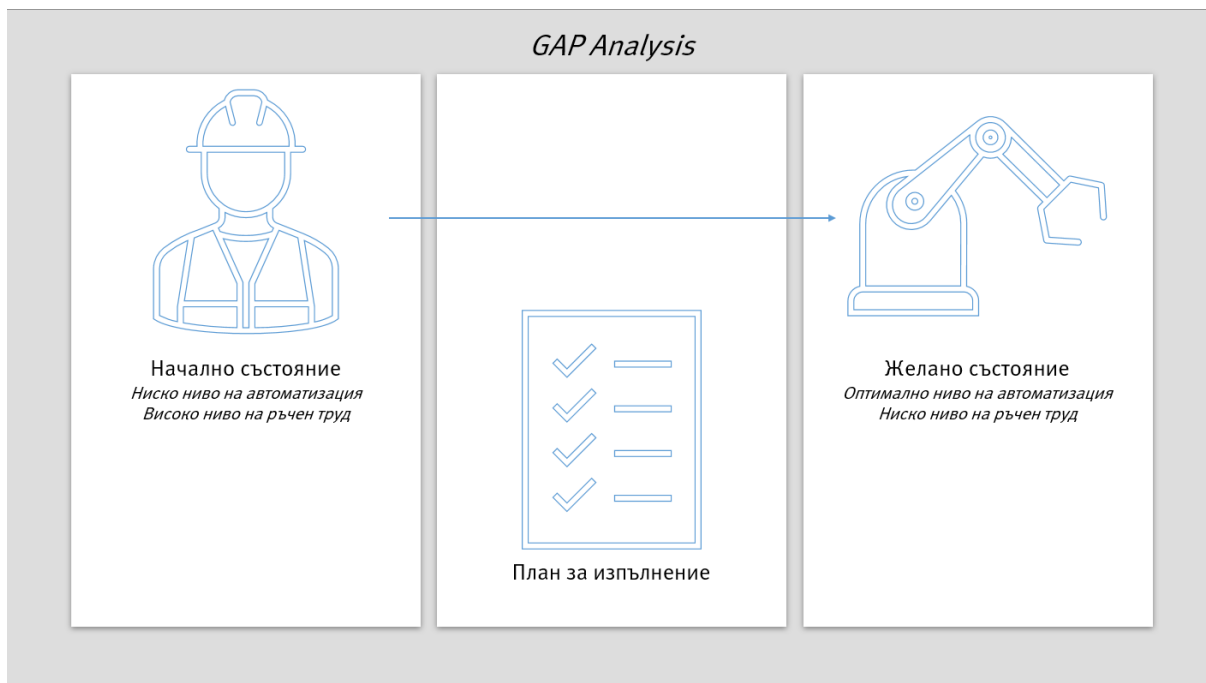 GAP Analysis
Начално състояние
Ниско ниво на автоматизация
Високо ниво на ръчен труд
План за изпълнение
Желано състояние
Оптимално ниво на автоматизация
Ниско ниво на ръчен труд